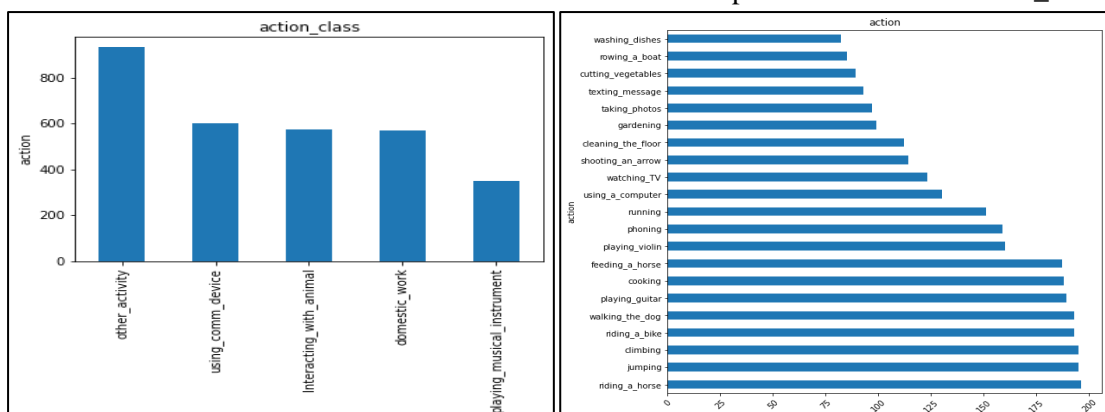 action_class
800
600
400
200
0
action
other_activity
using_comm_device
Interacting_with_animal
domestic_work
playing_musical_instrument
action
washing_dishes
rowing_a_boat
cutting_vegetables
texting_message
taking_photos
gardening
cleaning_the_floor
shooting_an_arrow
watching_TV
using_a_computer
running
phoning
playing_violin
feeding_a_horse
cooking
playing_guitar
walking_the_dog
riding_a_bike
climbing
jumping
riding_a_horse
action
0
25
50
75
100
125
150
175
200